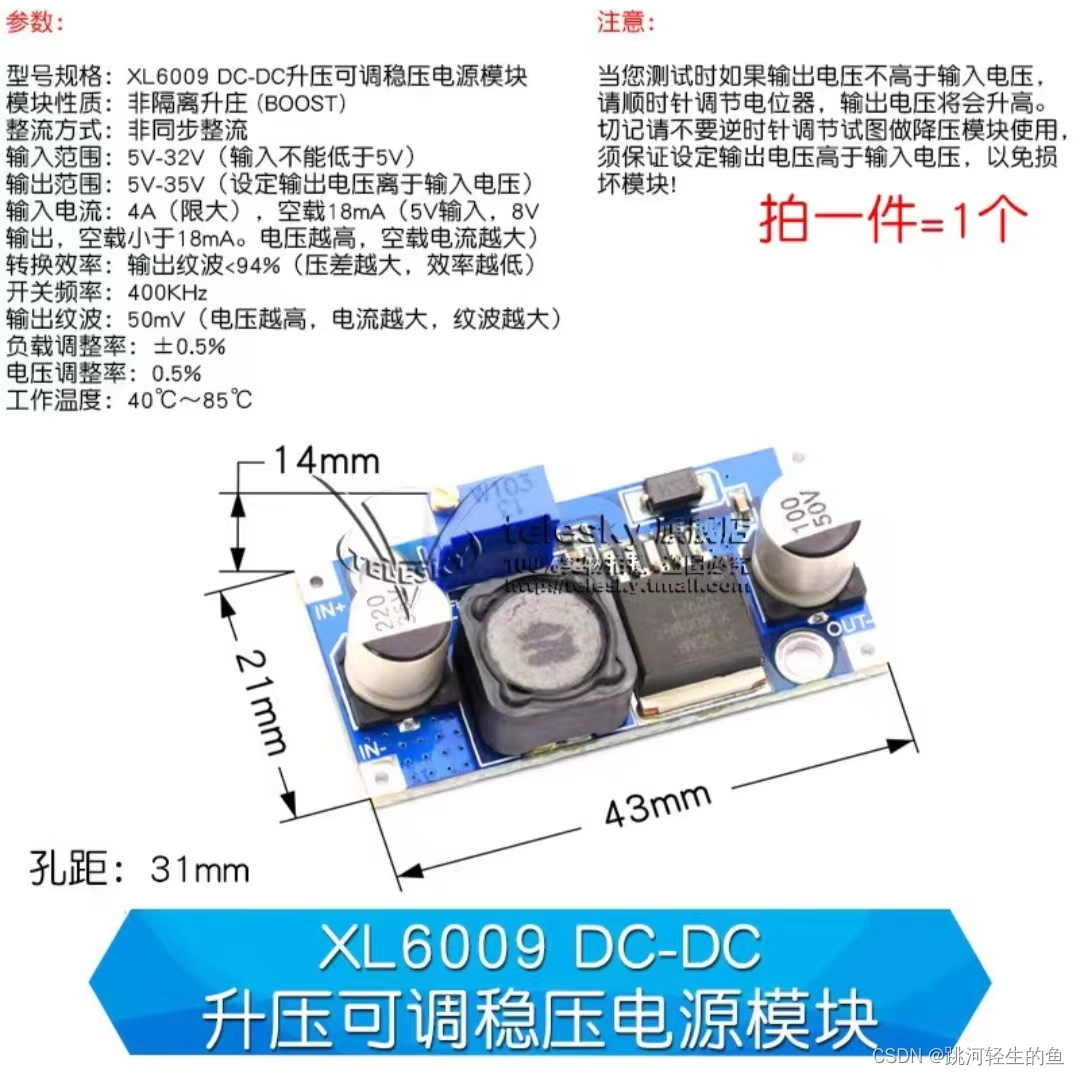 参数：
型号规格：XL6009 DC-DC升压可调稳压电源模块
模块性质：非隔离升庄 (BOOST)
整流方式：非同步整流
输入范围：5V-32V（输入不能低于5V）
输出范围：5V-35V（设定输出电压离于输入电压）
输入电流：4A（限大），空载18mA（5V输入，8V
输出，空载小于18mA。电压越高，空载电流越大）
转换效率：输出纹波<94%（压差越大，效率越低）
开关频率：400KHz
输出纹波：50mV（电压越高，电流越大，纹波越大）
负载调整率：±0.5%
电压调整率：0.5%
工作温度：40℃～85℃
注意：
当您测试时如果输出电压不高于输入电压，
请顺时针调节电位器，输出电压将会升高。
切记请不要逆时针调节试图做降压模块使用，
须保证设定输出电压高于输入电压，以免损
坏模块!
拍一件=1个
14mm
W103
telesky 旗舰店
http://telesky.tmall.com
TELESKY
100
50V
220
35V
IN+
OUT-
IN-
21mm
43mm
孔距：31mm
XL6009 DC-DC
升压可调稳压电源模块
CSDN @跳河轻生的鱼